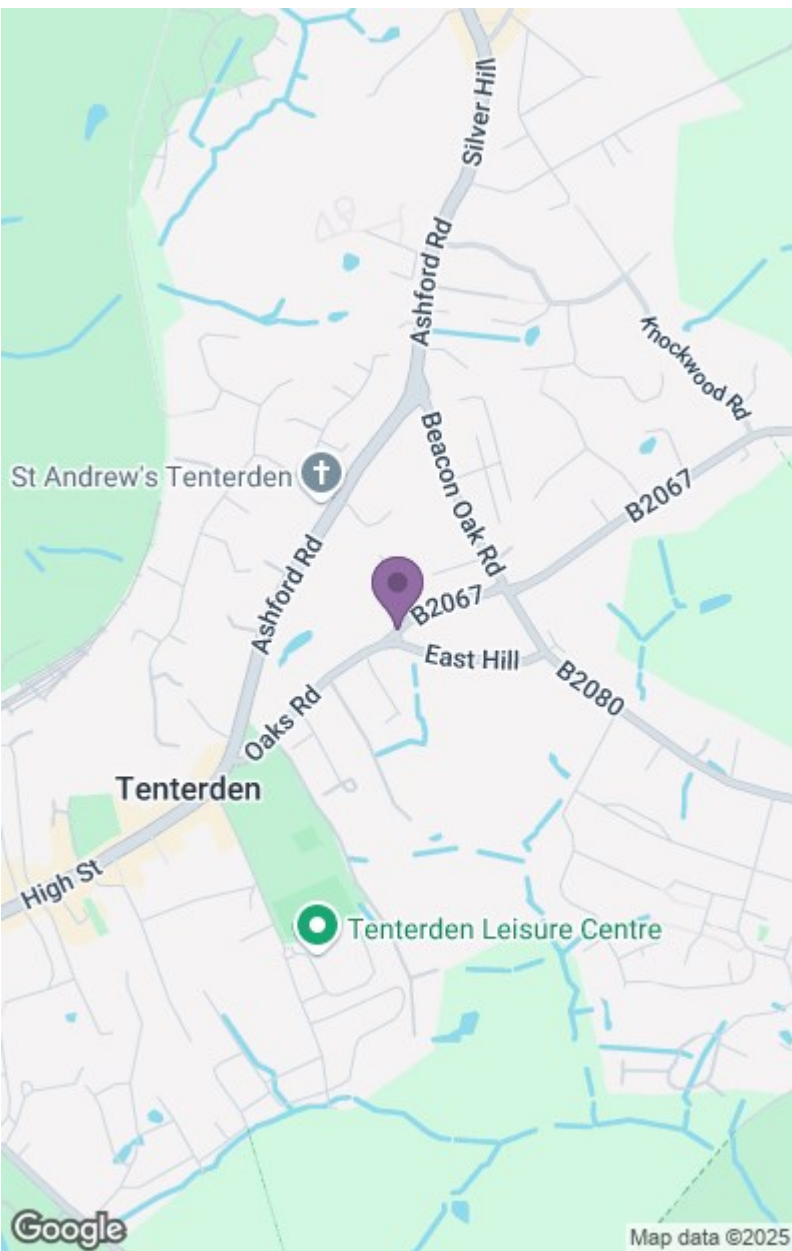 Silver Hill
Ashford Rd
Knockwood Rd
Beacon Oak Rd
St Andrew's Tenterden
B2067
Ashford Rd
B2067
East Hill
B2080
Oaks Rd
Tenterden
High St
Tenterden Leisure Centre
Google
Map data ©2025